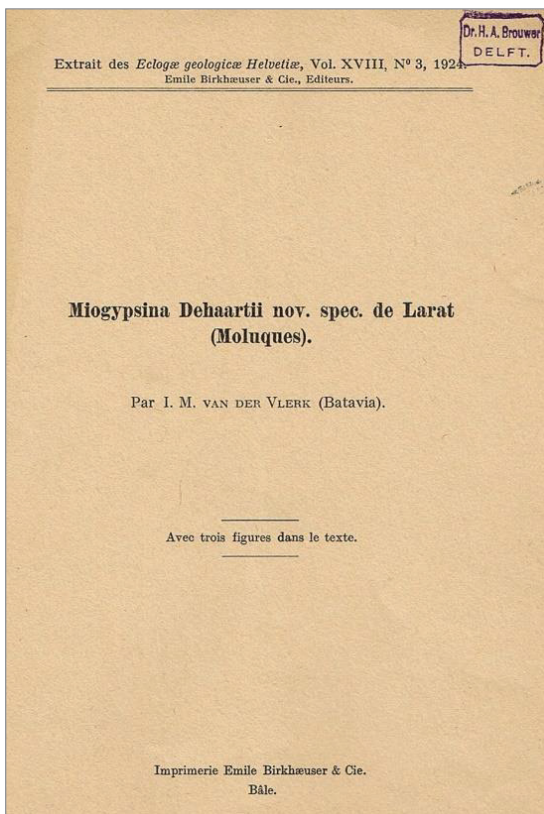 Dr. H. A. Brouwer
DELFT.
Extrait des Eclogæ geologicæ Helvetiæ, Vol. XVIII, Nº 3, 1924.
Emile Birkhæuser & Cie., Editeurs.
Miogypsina Dehaartii nov. spec. de Larat
(Moluques).
Par I. M. VAN DER VLERK (Batavia).
Avec trois figures dans le texte.
Imprimerie Emile Birkhæuser & Cie.
Bâle.